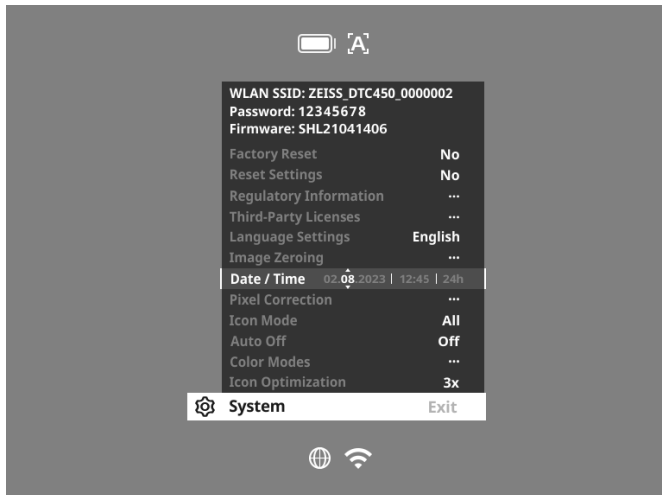 [A]
WLAN SSID: ZEISS_DTC450_0000002
Password: 12345678
Firmware: SHL21041406
Factory Reset No
Reset Settings No
Regulatory Information ...
Third-Party Licenses ...
Language Settings English
Image Zeroing ...
Date / Time 02.08.2023 | 12:45 | 24h
Pixel Correction ...
Icon Mode All
Auto Off Off
Color Modes ...
Icon Optimization 3x
System Exit